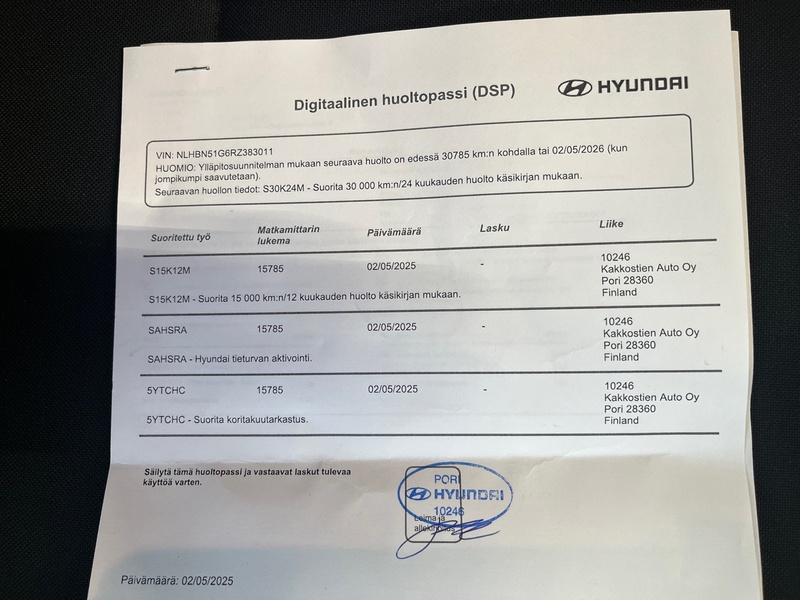 Digitaalinen huoltopassi (DSP)
HYUNDAI
VIN: NLHBN51G6RZ383011
HUOMIO: Ylläpitosuunnitelman mukaan seuraava huolto on edessä 30785 km:n kohdalla tai 02/05/2026 (kun
jompikumpi saavutetaan).
Seuraavan huollon tiedot: S30K24M - Suorita 30 000 km:n/24 kuukauden huolto käsikirjan mukaan.
Suoritettu työ Matkamittarin lukema Päivämäärä Lasku Liike
S15K12M 15785 02/05/2025 - 10246
Kakkostien Auto Oy
Pori 28360
Finland
S15K12M - Suorita 15 000 km:n/12 kuukauden huolto käsikirjan mukaan.
SAHSRA 15785 02/05/2025 - 10246
Kakkostien Auto Oy
Pori 28360
Finland
SAHSRA - Hyundai tieturvan aktivointi.
5YTCHC 15785 02/05/2025 - 10246
Kakkostien Auto Oy
Pori 28360
Finland
5YTCHC - Suorita koritakuutarkastus.
Säilytä tämä huoltopassi ja vastaavat laskut tulevaa
käyttöä varten.
PORI
HYUNDAI
10246
Leima ja
Päivämäärä: 02/05/2025